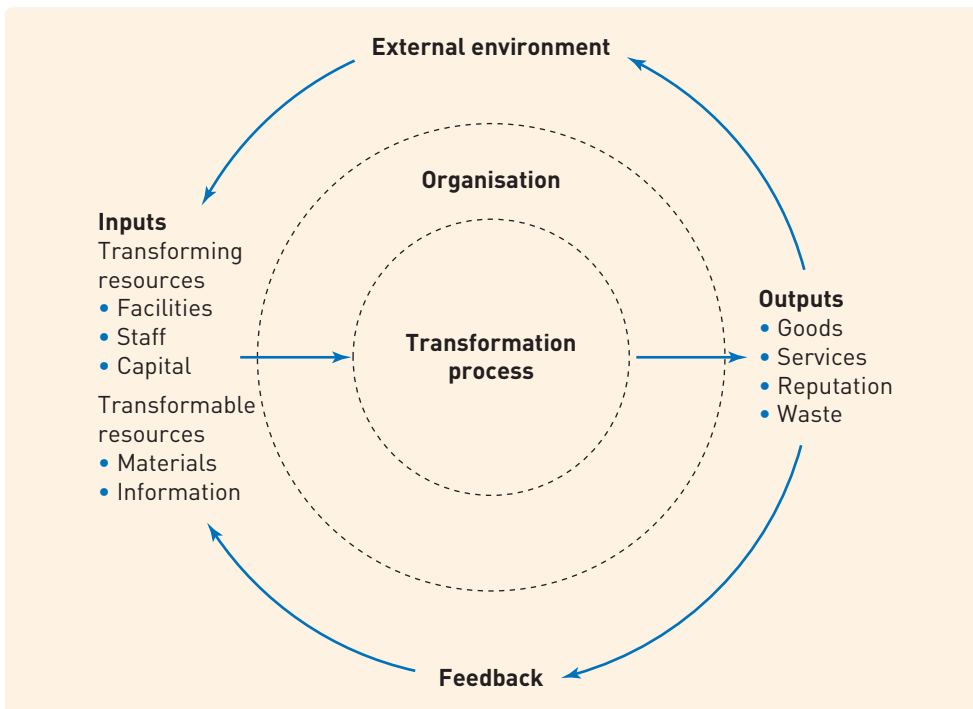 External environment
Organisation
Inputs
Transforming
resources
• Facilities
• Staff
• Capital
Transformable
resources
• Materials
• Information
Transformation
process
Outputs
• Goods
• Services
• Reputation
• Waste
Feedback